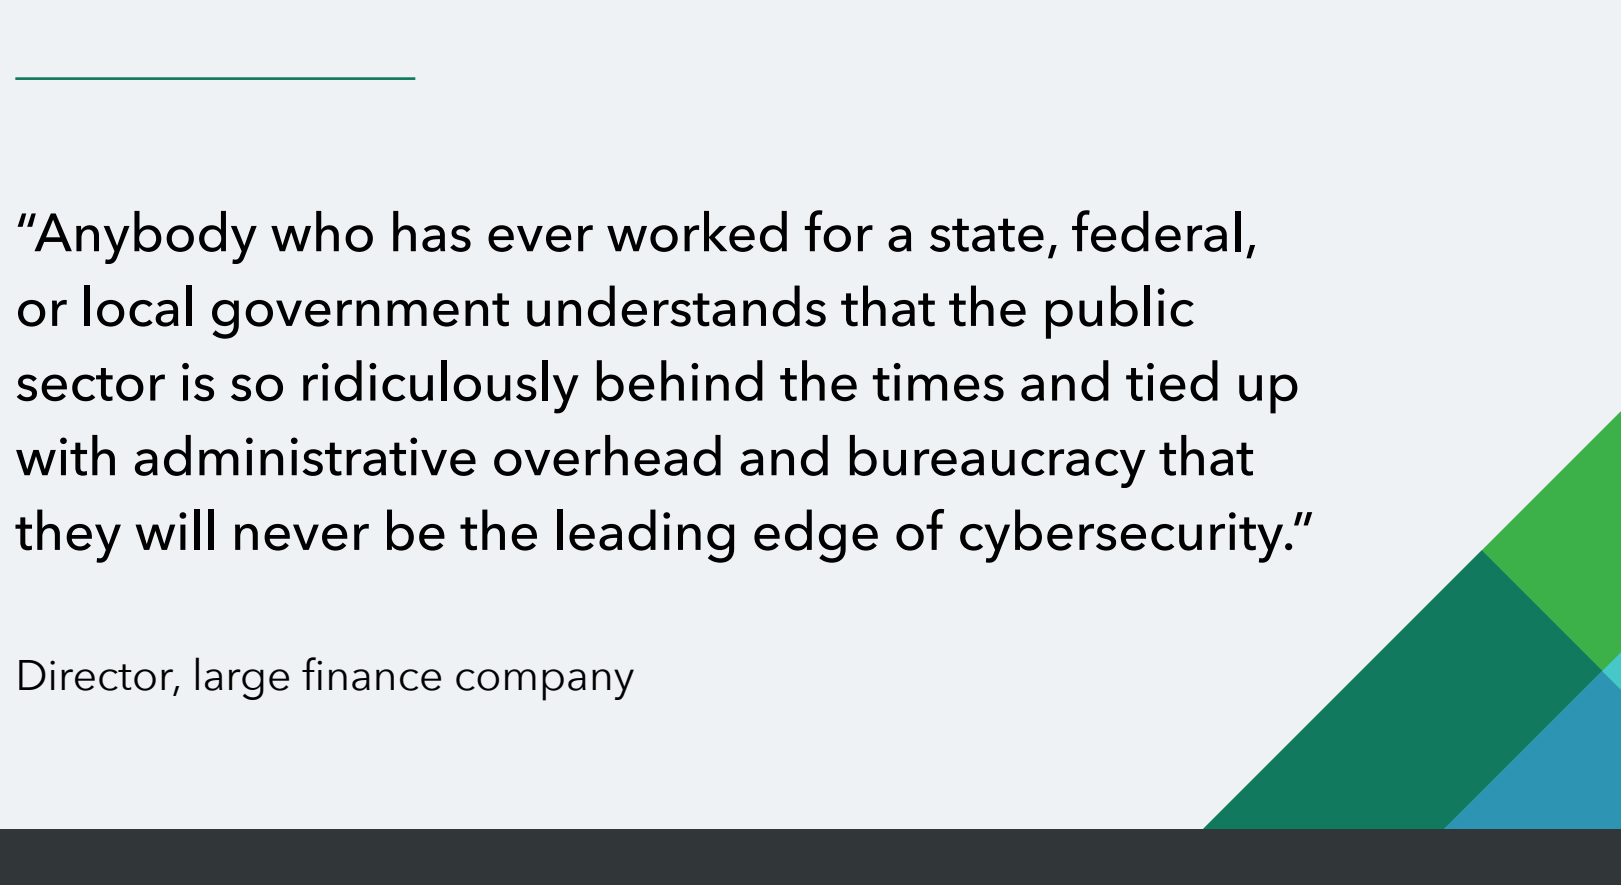 “Anybody who has ever worked for a state, federal,
or local government understands that the public
sector is so ridiculously behind the times and tied up
with administrative overhead and bureaucracy that
they will never be the leading edge of cybersecurity.”
Director, large finance company